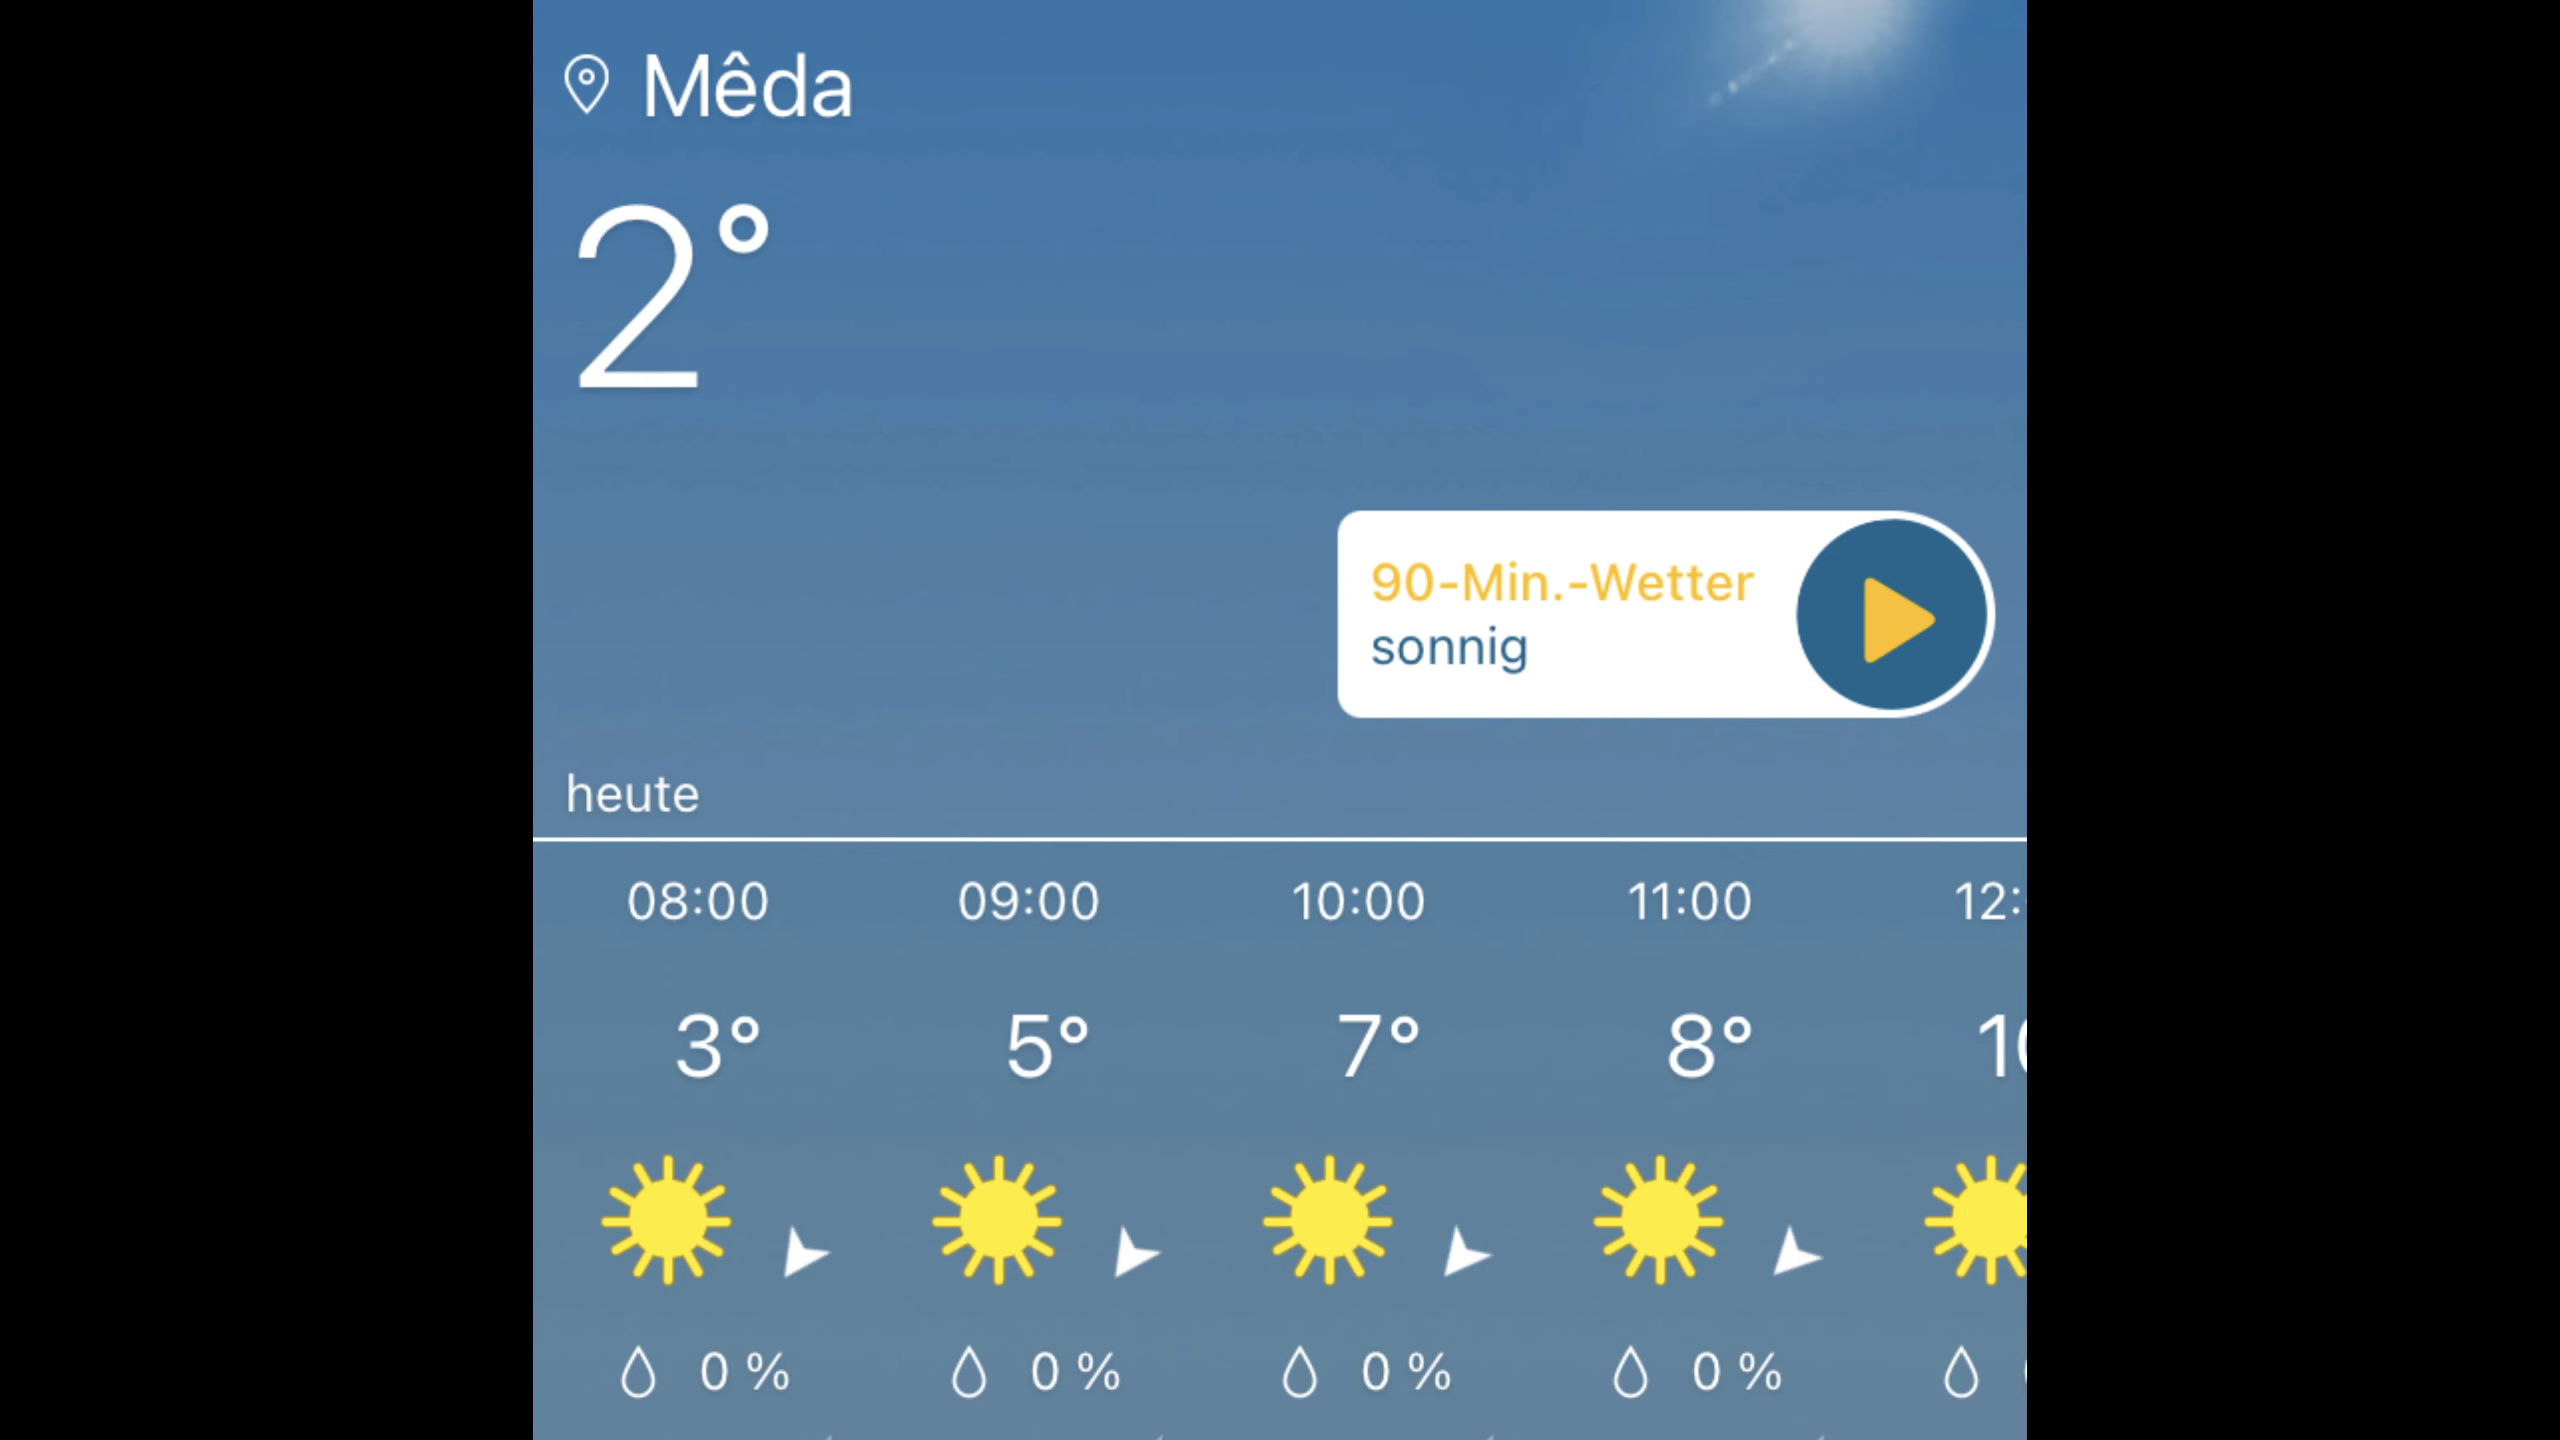 Mêda
2°
90-Min.-Wetter
sonnig
heute
08:00 09:00 10:00 11:00 12:
3° 5° 7° 8°
0 % 0 % 0 % 0 %